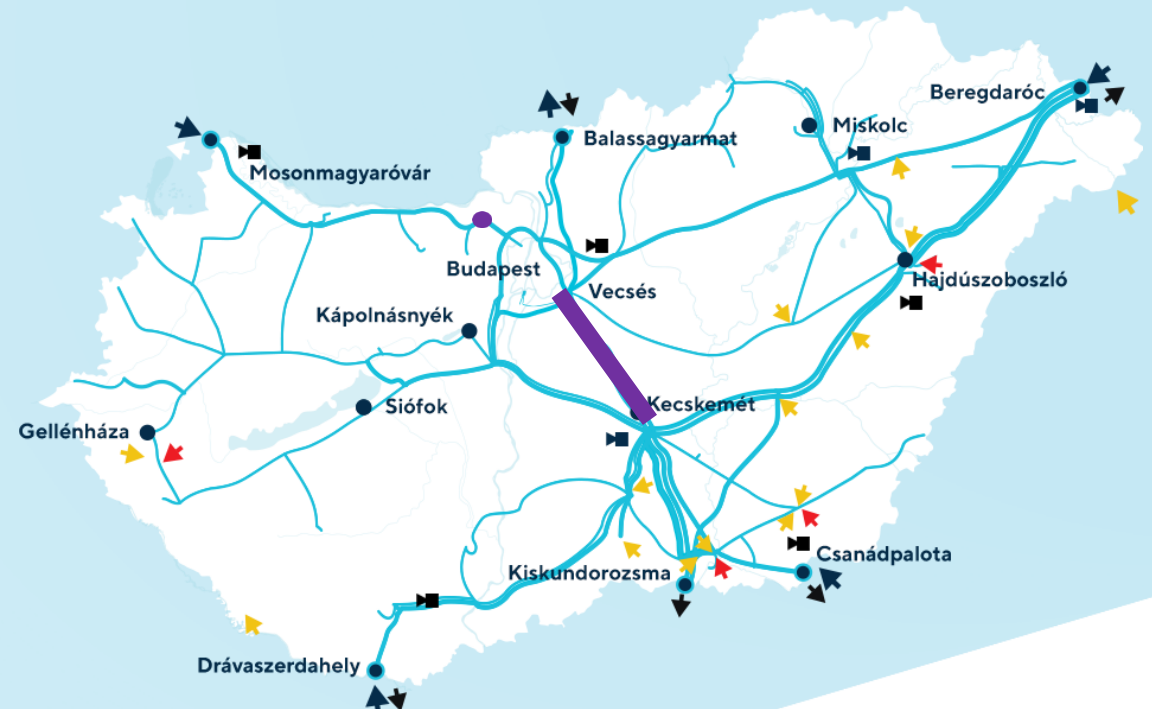 Beregdaróc
Balassagyarmat
Miskolc
Mosonmagyaróvár
Budapest
Hajdúszoboszló
Vecsés
Kápolnásnyék
Siófok
Kecskemét
Gellénháza
Csanádpalota
Kiskundorozsma
Drávaszerdahely